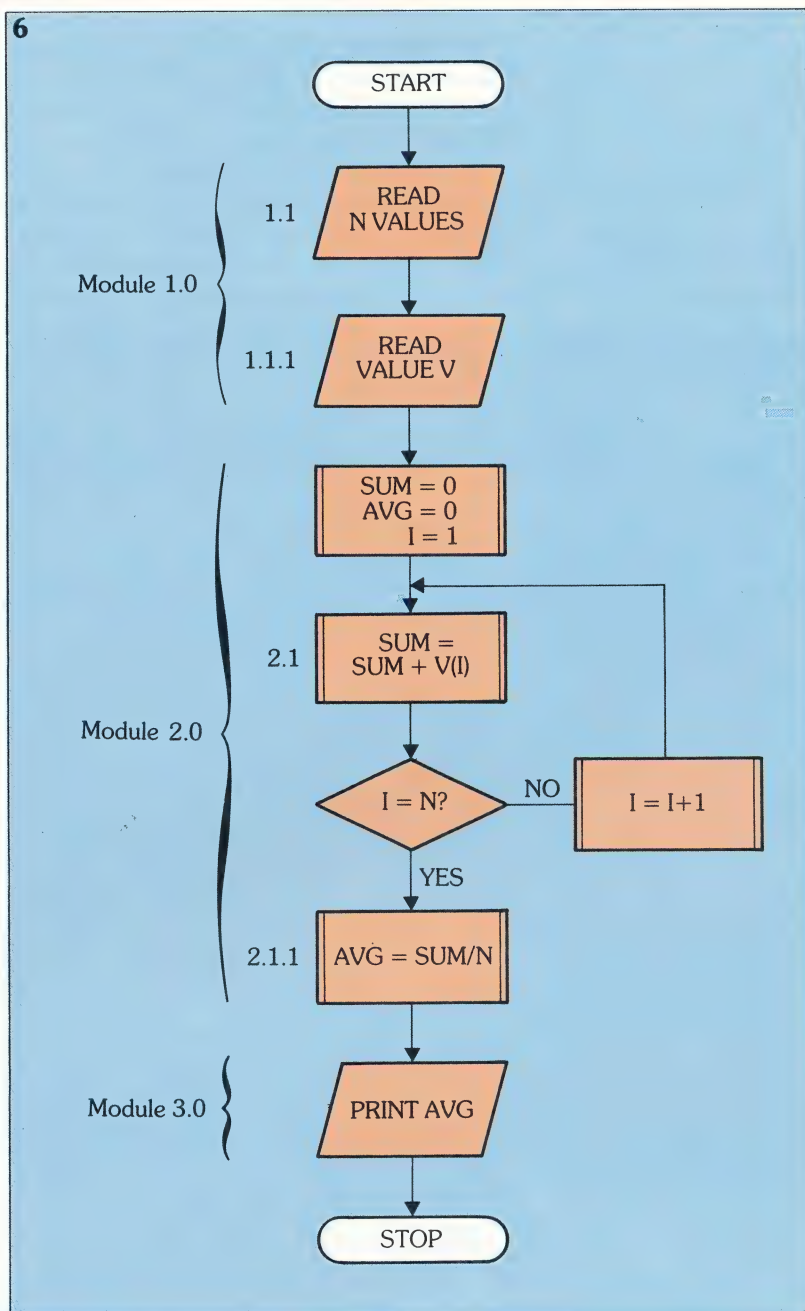 6
START
1.1
READ
N VALUES
Module 1.0
1.1.1
READ
VALUE V
SUM = 0
AVG = 0
I = 1
2.1
SUM =
SUM + V(I)
Module 2.0
I = N?
NO
I = I+1
YES
2.1.1
AVG = SUM/N
Module 3.0
PRINT AVG
STOP